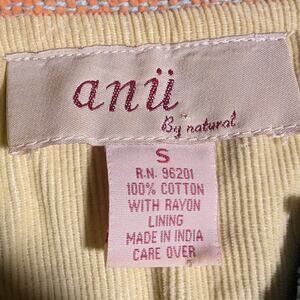 anü
By natural
S
R.N. 96201
100% COTTON
WITH RAYON
LINING
MADE IN INDIA
CARE OVER